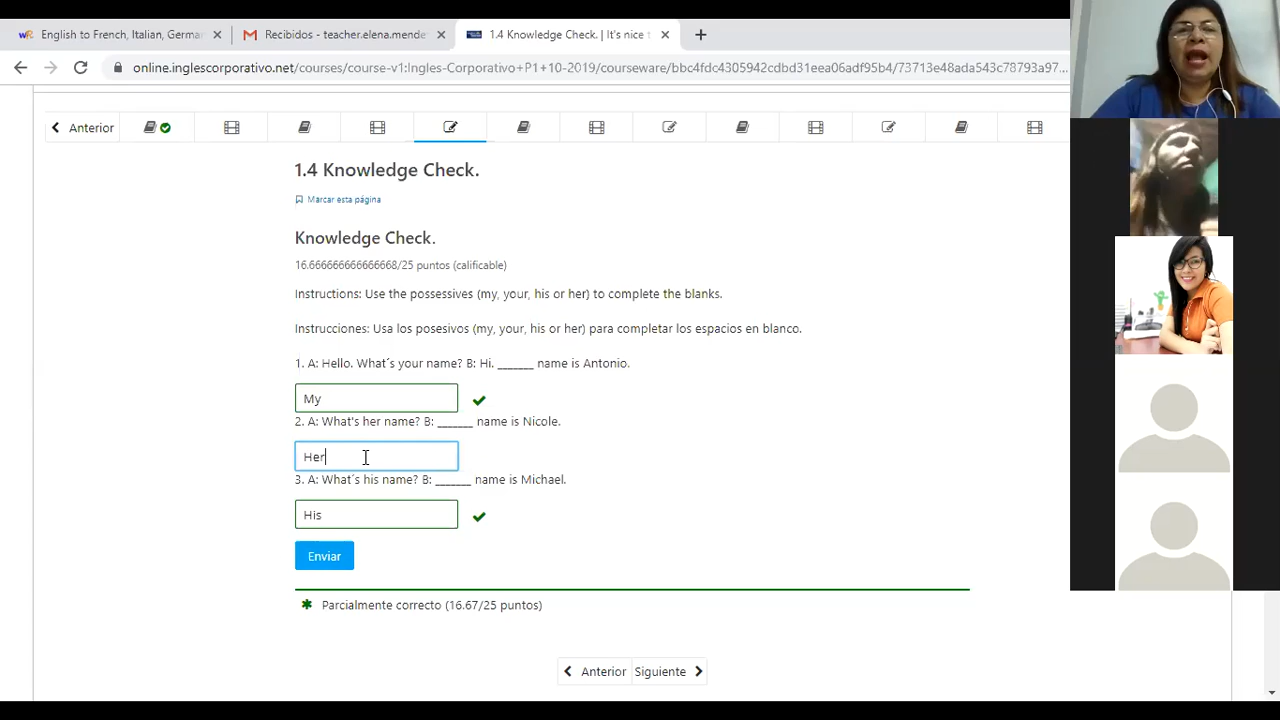 English to French, Italian, Germa
Recibidos - teacher.elena.mende
1.4 Knowledge Check. | It's nice t
online.inglescorporativo.net/courses/course-v1:Ingles-Corporativo+P1+10-2019/courseware/bbc4fdc4305942cdbd31eea06adf95b4/73713e48ada543c78793a97...
Anterior
1.4 Knowledge Check.
Marcar esta página
Knowledge Check.
16.666666666666668/25 puntos (calificable)
Instructions: Use the possessives (my, your, his or her) to complete the blanks.
Instrucciones: Usa los posesivos (my, your, his or her) para completar los espacios en blanco.
1. A: Hello. What´s your name? B: Hi, _______ name is Antonio.
My
2. A: What's her name? B: _______ name is Nicole.
Her
3. A: What´s his name? B: _______ name is Michael.
His
Enviar
Parcialmente correcto (16.67/25 puntos)
Anterior Siguiente